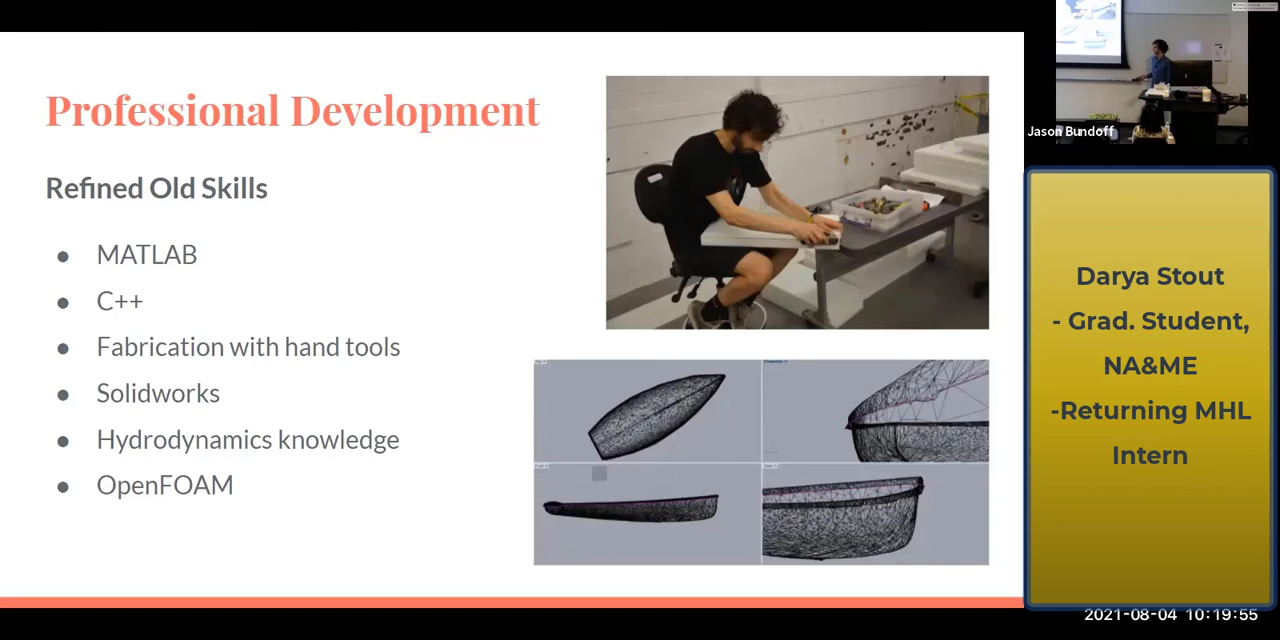 Professional Development
Refined Old Skills
● MATLAB
● C++
● Fabrication with hand tools
● Solidworks
● Hydrodynamics knowledge
● OpenFOAM
Jason Bundoff
Darya Stout
- Grad. Student,
NA&ME
-Returning MHL
Intern
2021-08-04 10:19:55